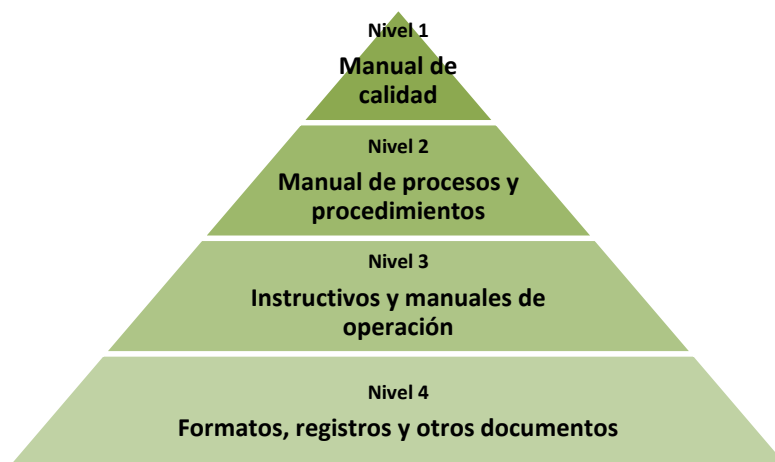 Nivel 1
Manual de
calidad
Nivel 2
Manual de procesos y
procedimientos
Nivel 3
Instructivos y manuales de
operación
Nivel 4
Formatos, registros y otros documentos